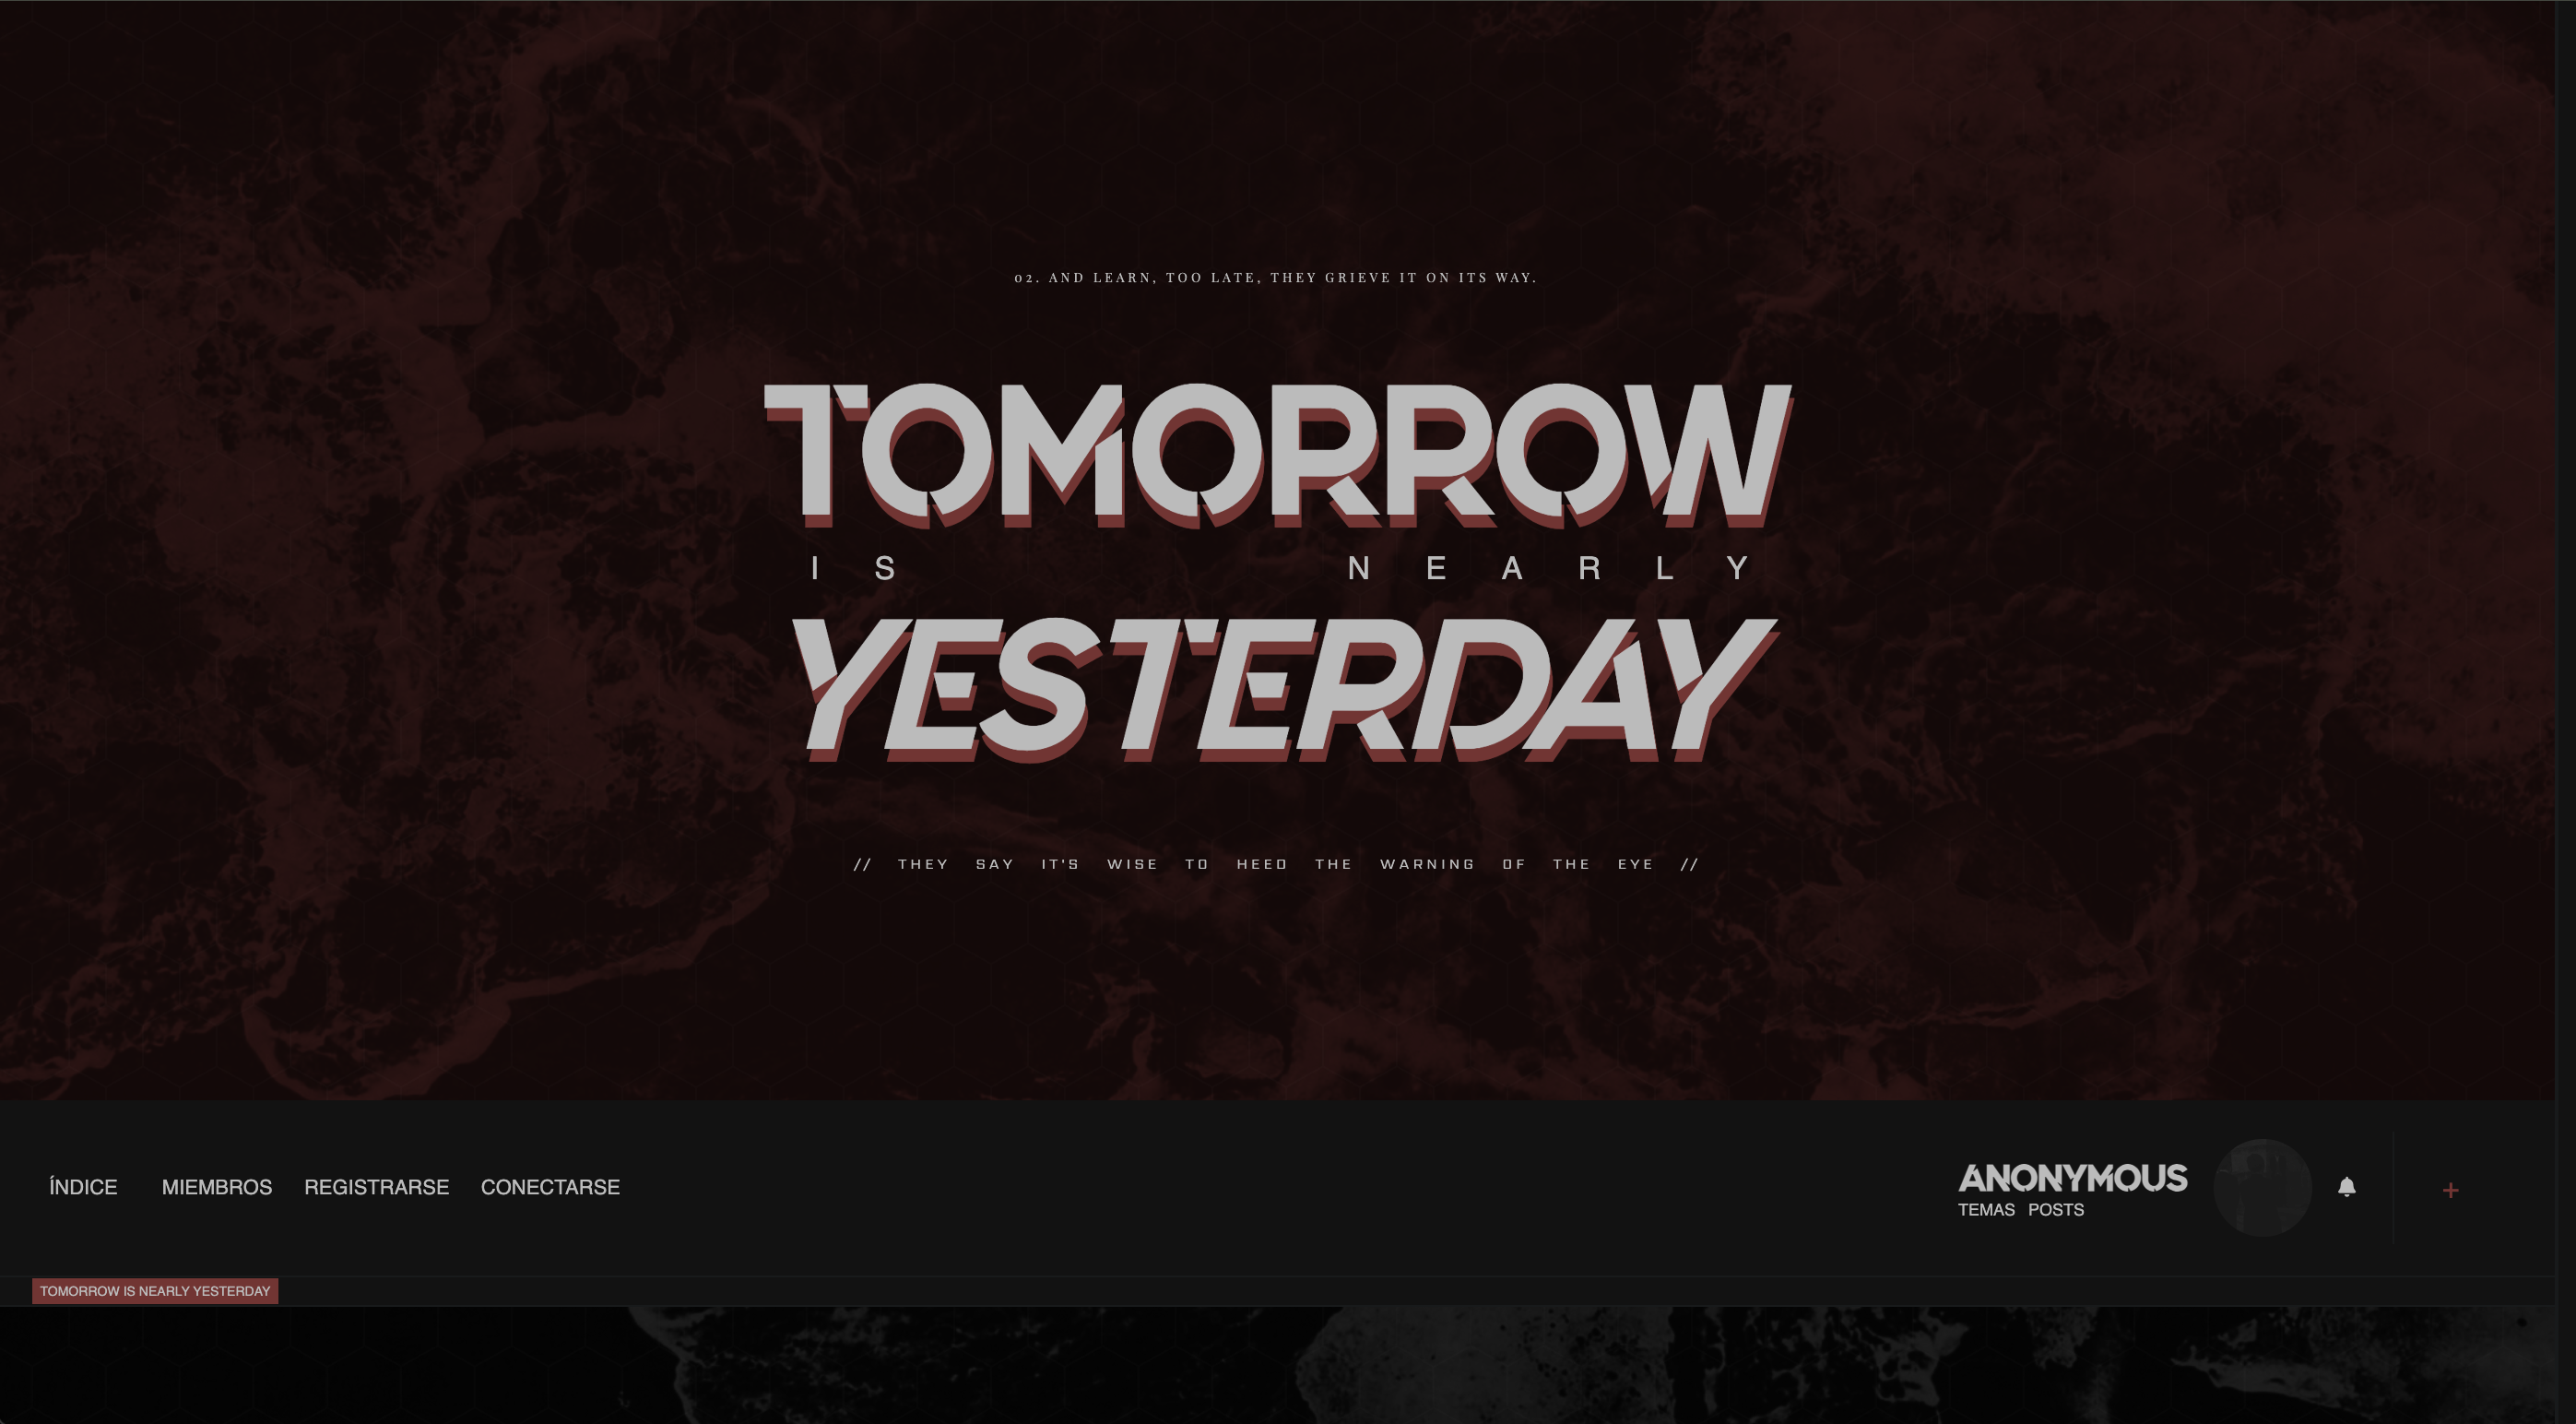 02. AND LEARN, TOO LATE, THEY GRIEVE IT ON ITS WAY.
TOMORROW
IS NEARLY
YESTERDAY
// THEY SAY IT'S WISE TO HEED THE WARNING OF THE EYE //
ÍNDICE MIEMBROS REGISTRARSE CONECTARSE
ANONYMOUS
TEMAS POSTS
+
TOMORROW IS NEARLY YESTERDAY